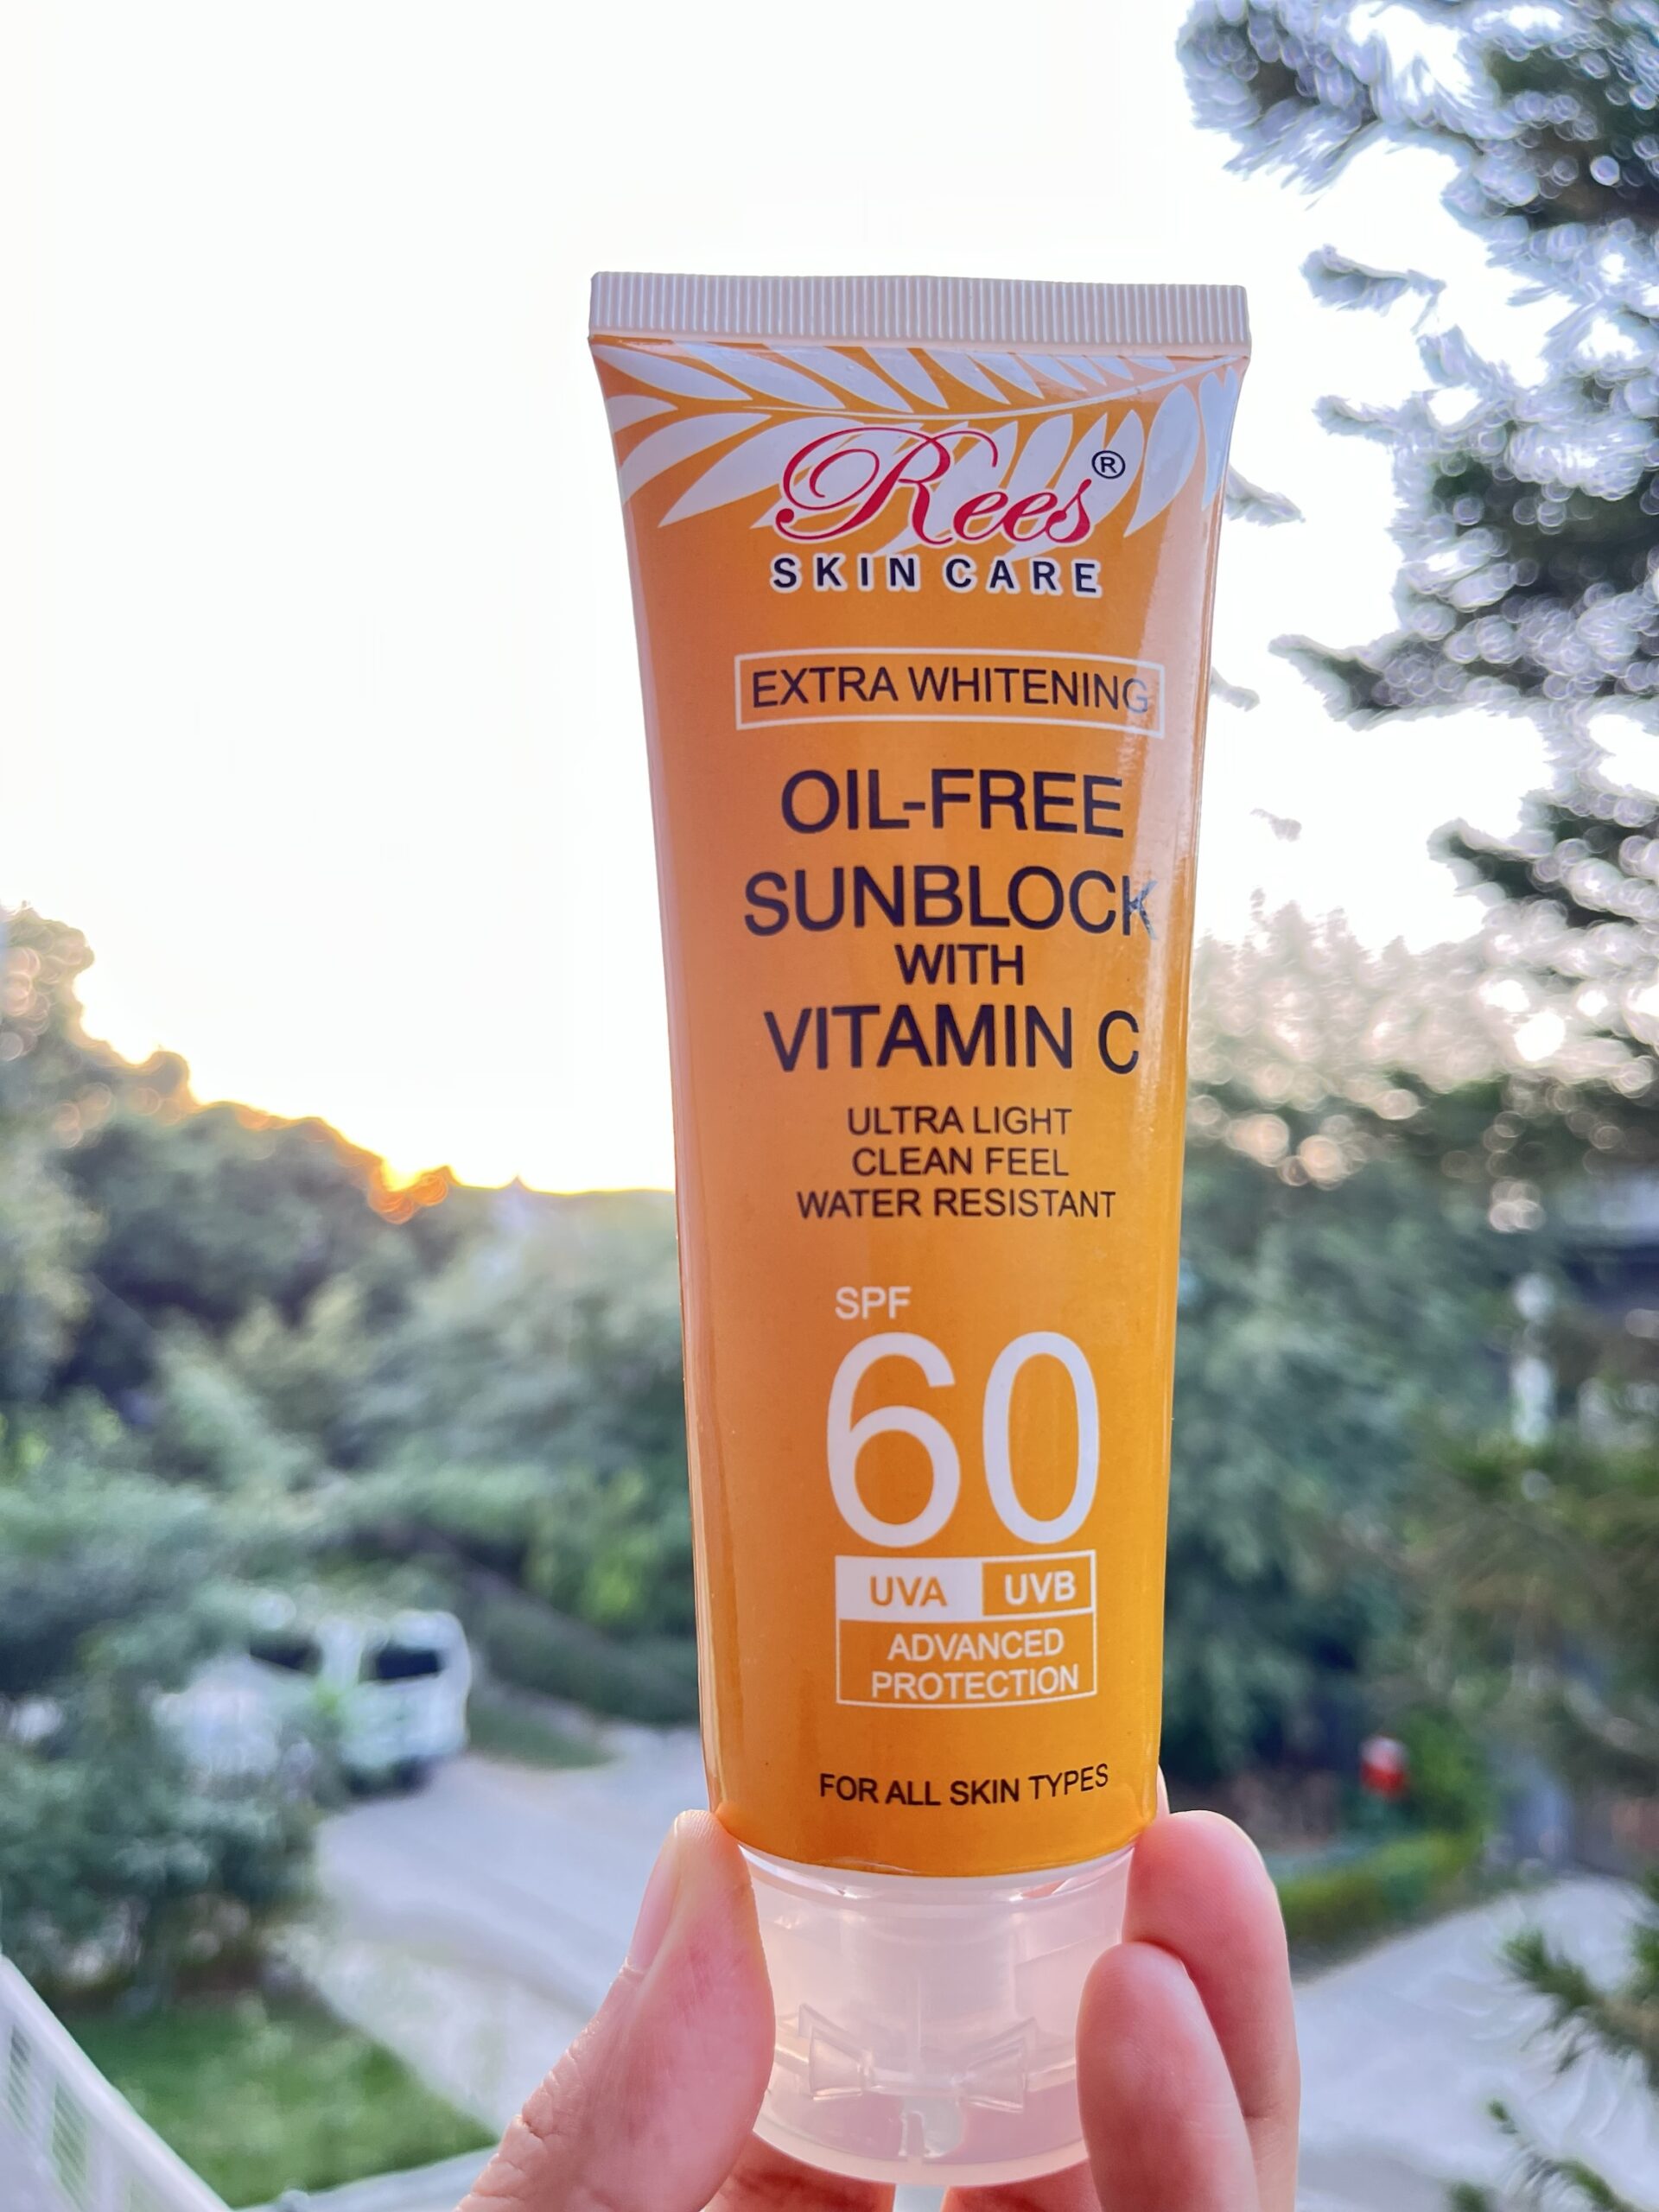 Rees®
SKIN CARE
EXTRA WHITENING
OIL-FREE
SUNBLOCK
WITH
VITAMIN C
ULTRA LIGHT
CLEAN FEEL
WATER RESISTANT
SPF
60
UVA UVB
ADVANCED
PROTECTION
FOR ALL SKIN TYPES